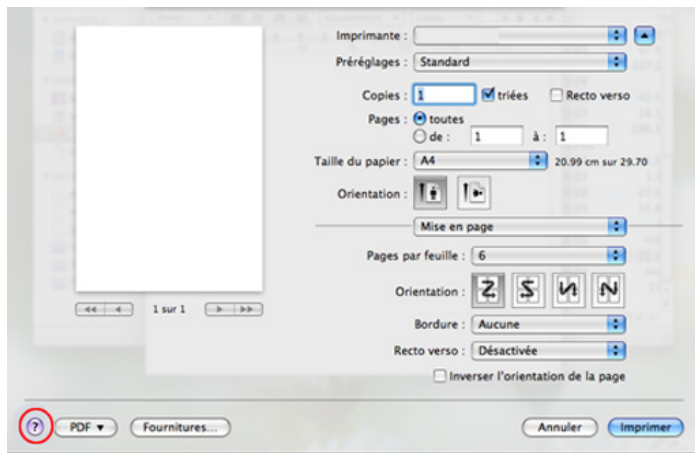 Imprimante :
Préréglages : Standard
Copies : 1 triées Recto verso
Pages : toutes
de : 1 à : 1
Taille du papier : A4 20.99 cm sur 29.70
Orientation :
Mise en page
Pages par feuille : 6
Orientation :
1 sur 1
Bordure : Aucune
Recto verso : Désactivée
Inverser l'orientation de la page
? PDF Fournitures... Annuler Imprimer